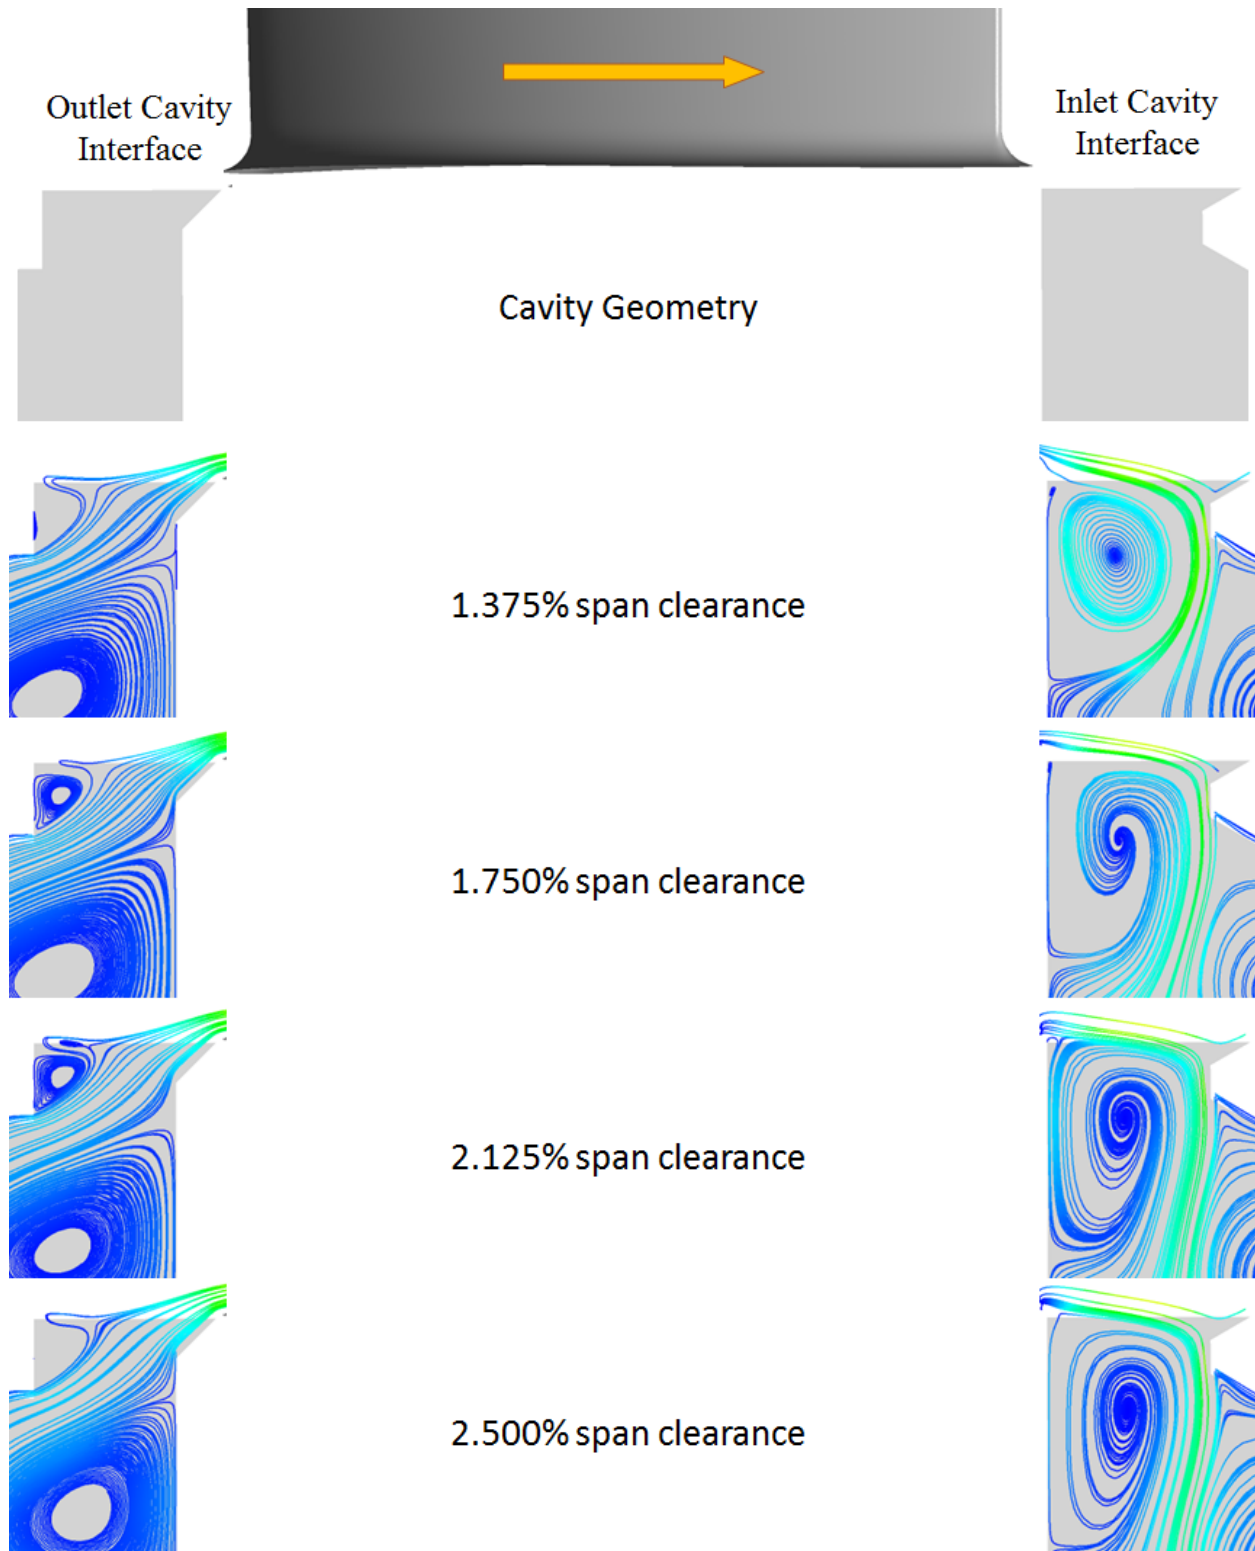 Outlet Cavity
Interface
Inlet Cavity
Interface
Cavity Geometry
1.375% span clearance
1.750% span clearance
2.125% span clearance
2.500% span clearance